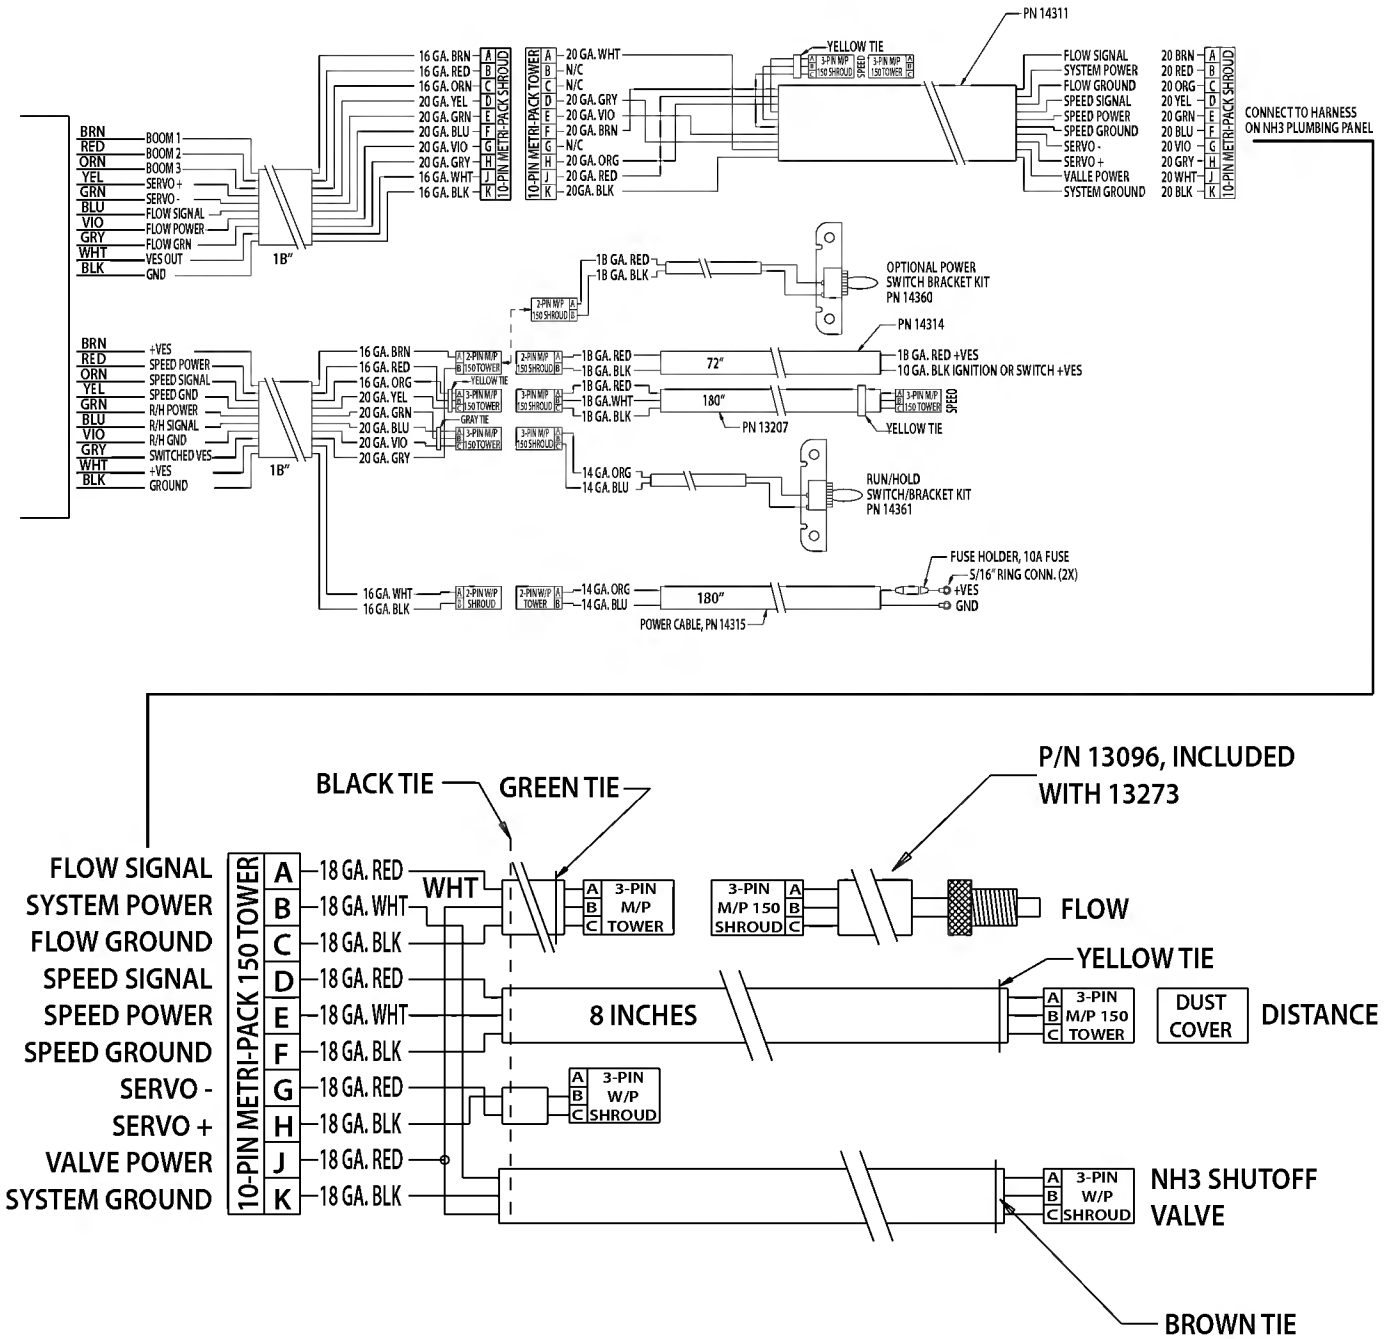 PN 14311
YELLOW TIE
3-PIN M/P
150 SHROUD
A
B
C
SPEED
3-PIN M/P
150 TOWER
A
B
C
BRN BOOM 1
RED BOOM 2
ORN BOOM 3
YEL SERVO +
GRN SERVO -
BLU FLOW SIGNAL
VIO FLOW POWER
GRY FLOW GRN
WHT VES OUT
BLK GND
1B"
16 GA. BRN A
16 GA. RED B
16 GA. ORN C
20 GA. YEL D
20 GA. GRN E
20 GA. BLU F
20 GA. VIO G
20 GA. GRY H
16 GA. WHT J
16 GA. BLK K
10-PIN METRI-PACK SHROUD
10-PIN METRI-PACK TOWER
A 20 GA. WHT
B N/C
C N/C
D 20 GA. GRY
E 20 GA. VIO
F 20 GA. BRN
G N/C
H 20 GA. ORG
J 20 GA. RED
K 20GA. BLK
FLOW SIGNAL 20 BRN A
SYSTEM POWER 20 RED B
FLOW GROUND 20 ORG C
SPEED SIGNAL 20 YEL D
SPEED POWER 20 GRN E
SPEED GROUND 20 BLU F
SERVO - 20 VIO G
SERVO + 20 GRY H
VALLE POWER 20 WHT J
SYSTEM GROUND 20 BLK K
10-PIN METRI-PACK SHROUD
CONNECT TO HARNESS
ON NH3 PLUMBING PANEL
1B GA. RED
1B GA. BLK
2-PIN M/P A
150 SHROUD B
OPTIONAL POWER
SWITCH BRACKET KIT
PN 14360
BRN +VES
RED SPEED POWER
ORN SPEED SIGNAL
YEL SPEED GND
GRN R/H POWER
BLU R/H SIGNAL
VIO R/H GND
GRY SWITCHED VES
WHT +VES
BLK GROUND
1B"
16 GA. BRN
16 GA. RED
16 GA. ORG
20 GA. YEL
20 GA. GRN
20 GA. BLU
20 GA. VIO
20 GA. GRY
A 2-PIN M/P
B 150 TOWER
YELLOW TIE
A
B
C
3-PIN M/P
150 TOWER
GRAY TIE
A
B
C
3-PIN M/P
150 TOWER
2-PIN M/P A
150 SHROUD B
1B GA. RED
1B GA. BLK
72"
PN 14314
1B GA. RED +VES
10 GA. BLK IGNITION OR SWITCH +VES
3-PIN M/P
150 SHROUD
A
B
C
1B GA. RED
1B GA.WHT
1B GA. BLK
180"
PN 13207
YELLOW TIE
A
B
C
3-PIN M/P
150 TOWER
SPEED
3-PIN M/P
150 SHROUD
A
B
C
14 GA. ORG
14 GA. BLU
RUN/HOLD
SWITCH/BRACKET KIT
PN 14361
16 GA. WHT
16 GA. BLK
A 2-PIN W/P
B SHROUD
2-PIN W/P A
TOWER B
14 GA. ORG
14 GA. BLU
180"
POWER CABLE, PN 14315
FUSE HOLDER, 10A FUSE
5/16" RING CONN. (2X)
+VES
GND
BLACK TIE
GREEN TIE
P/N 13096, INCLUDED
WITH 13273
FLOW SIGNAL A 18 GA. RED
SYSTEM POWER B 18 GA. WHT
FLOW GROUND C 18 GA. BLK
SPEED SIGNAL D 18 GA. RED
SPEED POWER E 18 GA. WHT
SPEED GROUND F 18 GA. BLK
SERVO - G 18 GA. RED
SERVO + H 18 GA. BLK
VALVE POWER J 18 GA. RED
SYSTEM GROUND K 18 GA. BLK
10-PIN METRI-PACK 150 TOWER
WHT
A 3-PIN
B M/P
C TOWER
3-PIN A
M/P 150 B
SHROUD C
FLOW
YELLOW TIE
8 INCHES
A 3-PIN
B M/P 150
C TOWER
DUST
COVER
DISTANCE
A 3-PIN
B W/P
C SHROUD
A 3-PIN
B W/P
C SHROUD
NH3 SHUTOFF
VALVE
BROWN TIE